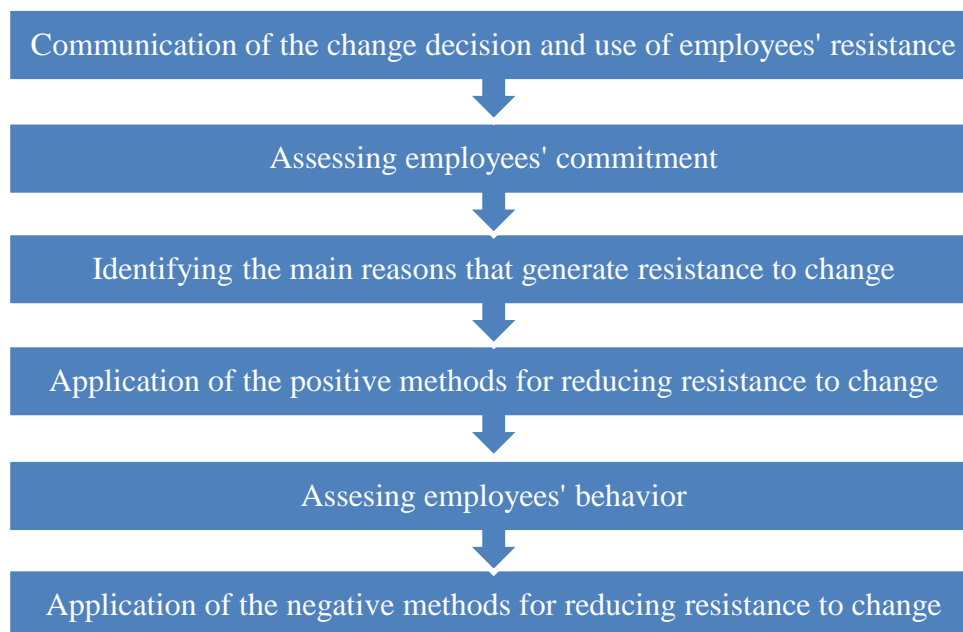 Communication of the change decision and use of employees' resistance
Assessing employees' commitment
Identifying the main reasons that generate resistance to change
Application of the positive methods for reducing resistance to change
Assesing employees' behavior
Application of the negative methods for reducing resistance to change